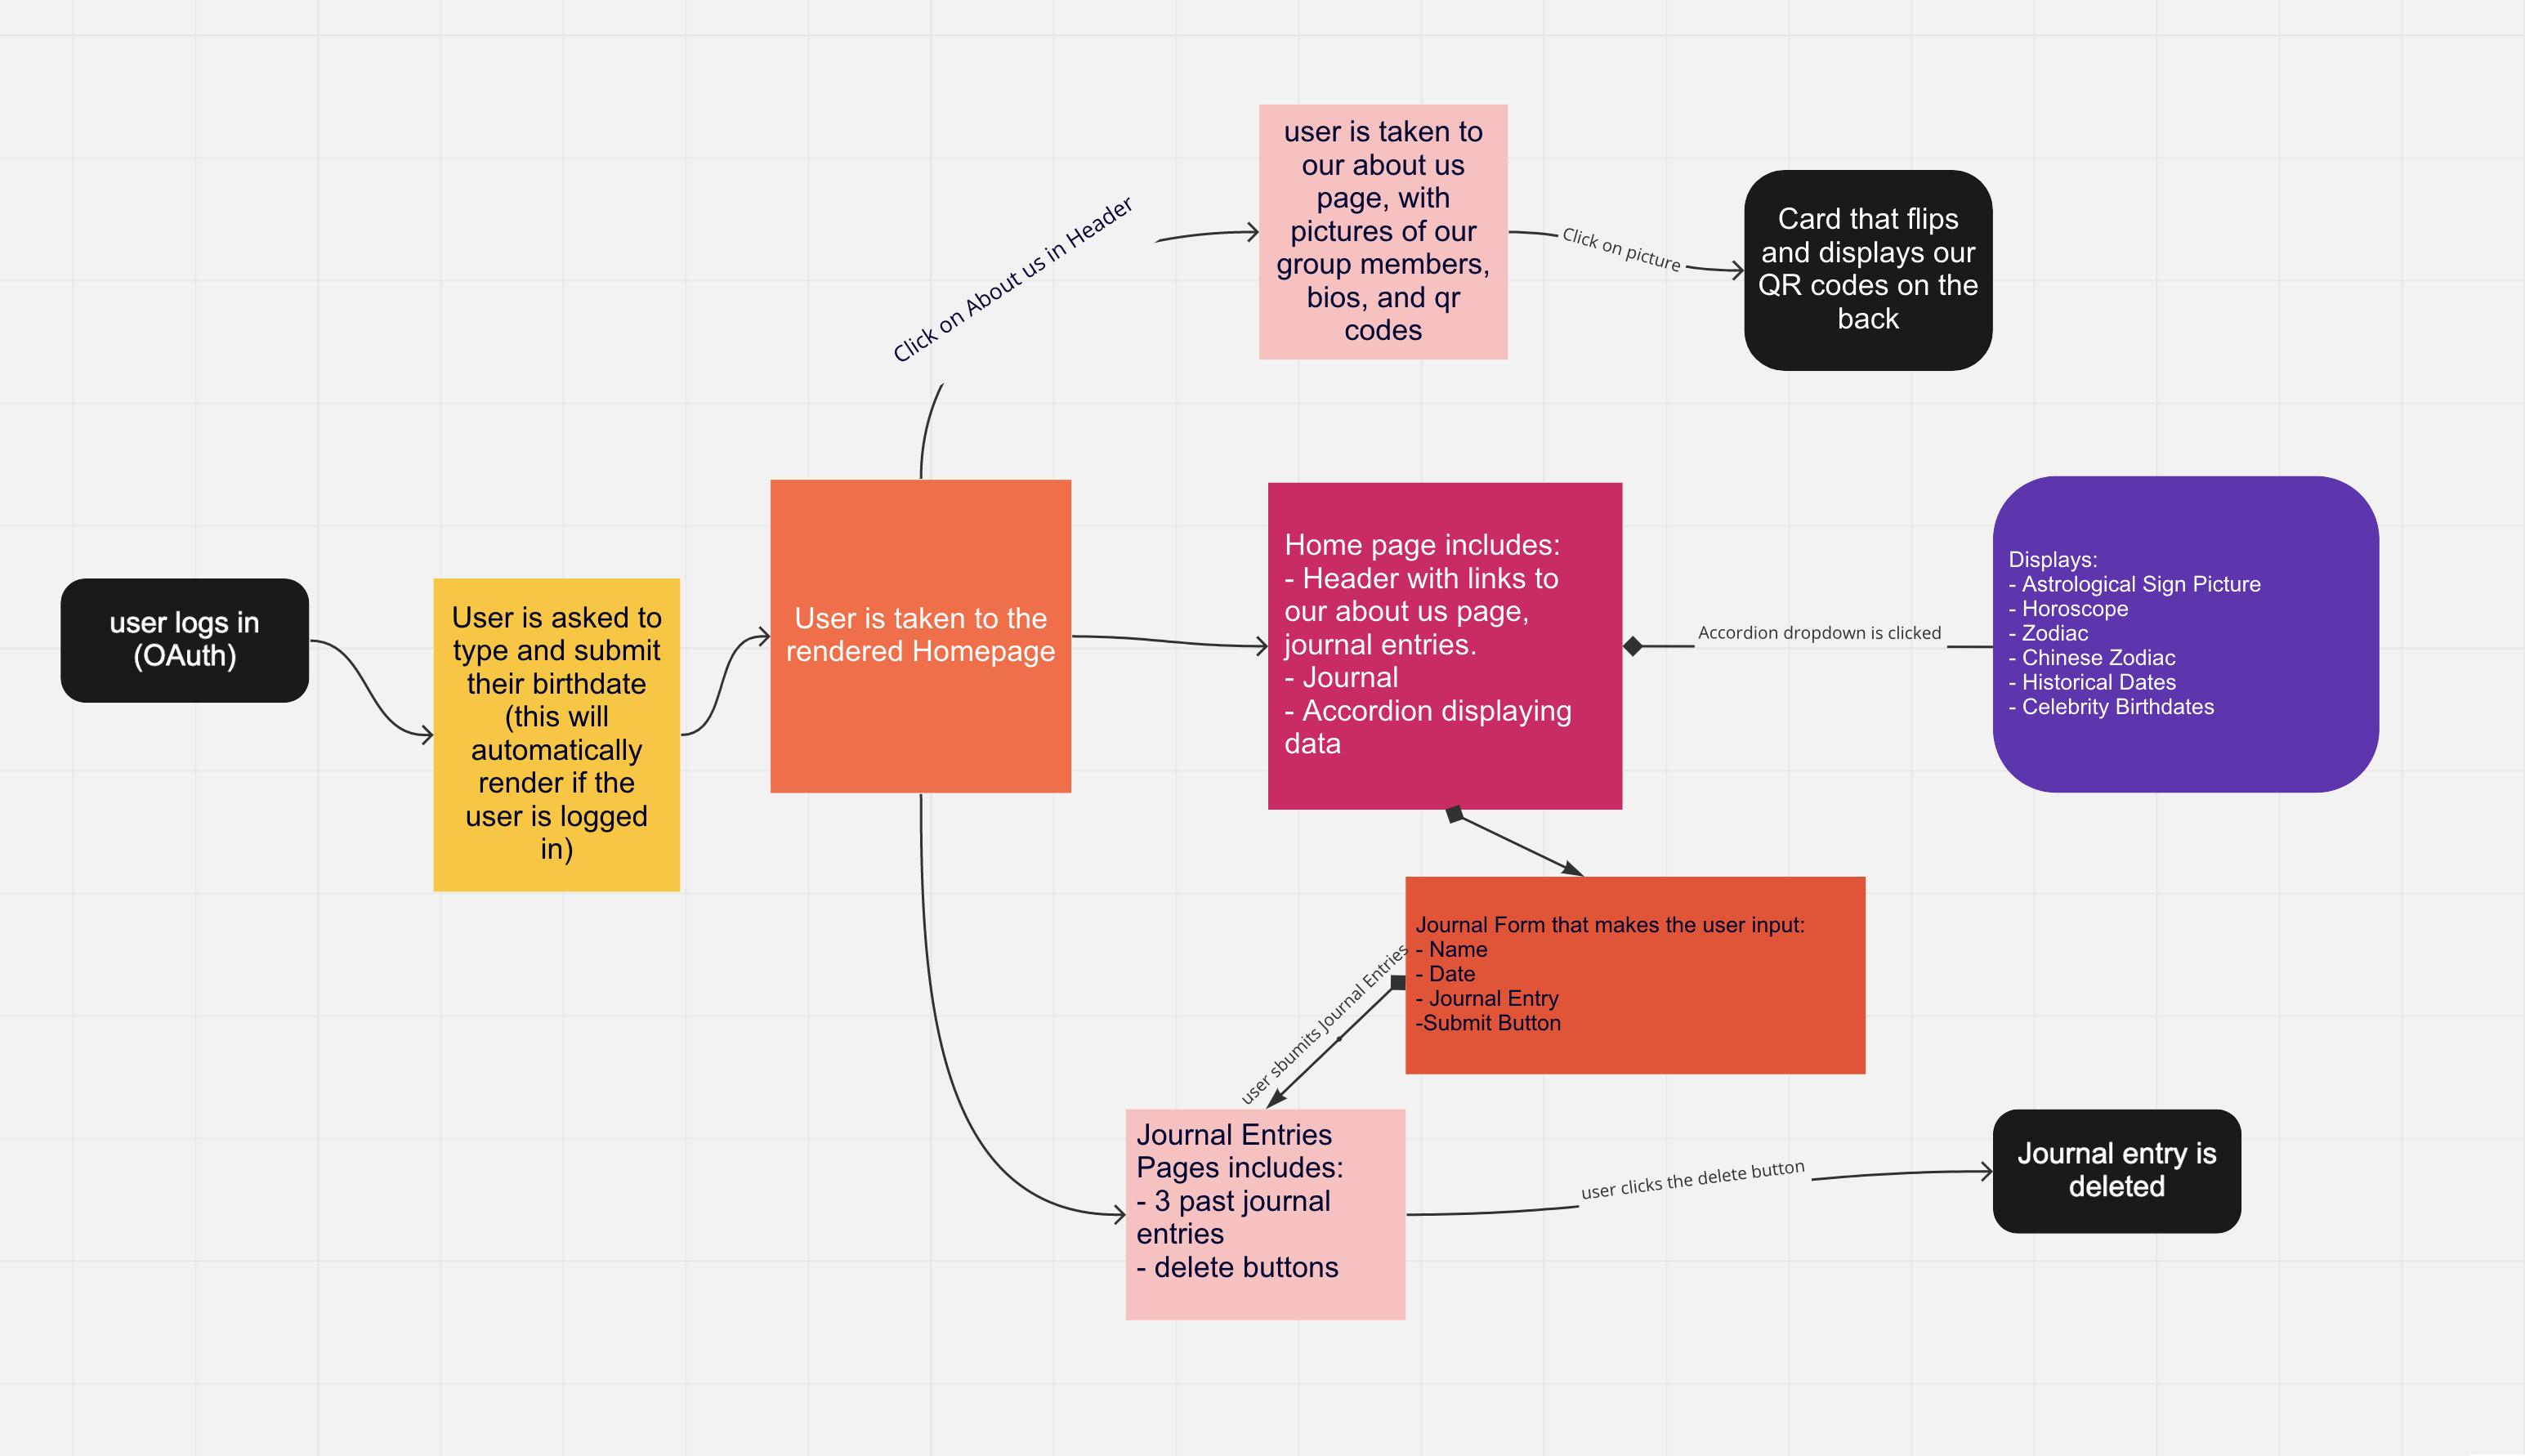 user logs in
(OAuth)
User is asked to
type and submit
their birthdate
(this will
automatically
render if the
user is logged
in)
User is taken to the
rendered Homepage
Click on About us in Header
user is taken to
our about us
page, with
pictures of our
group members,
bios, and qr
codes
Click on picture
Card that flips
and displays our
QR codes on the
back
Home page includes:
- Header with links to
our about us page,
journal entries.
- Journal
- Accordion displaying
data
Accordion dropdown is clicked
Displays:
- Astrological Sign Picture
- Horoscope
- Zodiac
- Chinese Zodiac
- Historical Dates
- Celebrity Birthdates
Journal Form that makes the user input:
- Name
- Date
- Journal Entry
-Submit Button
user sbumits Journal Entries
Journal Entries
Pages includes:
- 3 past journal
entries
- delete buttons
user clicks the delete button
Journal entry is
deleted